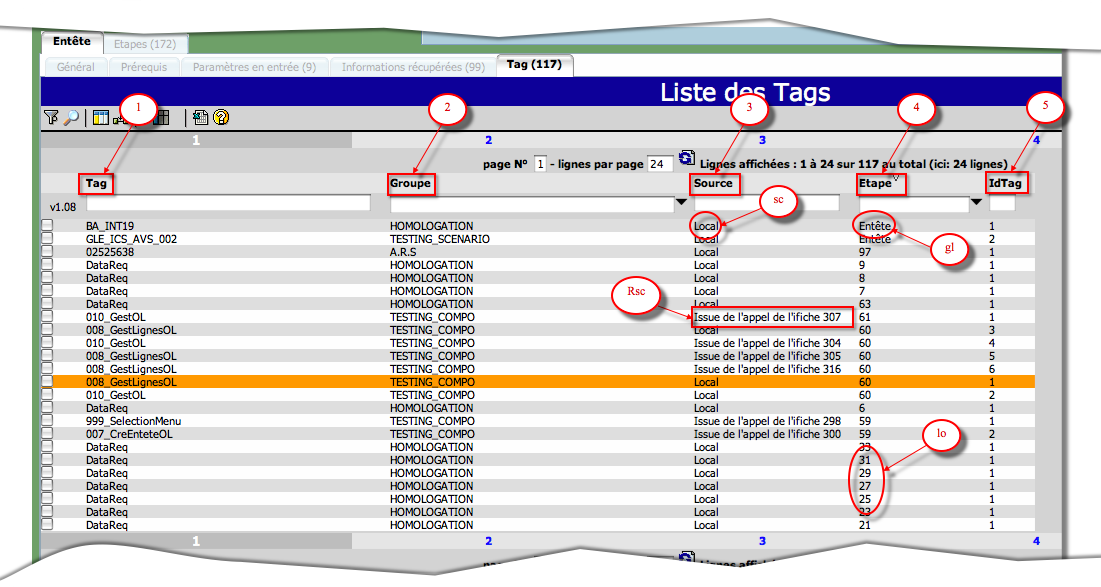 Entête Etapes (172)
Général Prérequis Paramètres en entrée (9) Informations récupérées (99) Tag (117)
Liste des Tags
1 2 3 4 5
1 2 3 4
page N° 1 - lignes par page 24 Lignes affichées : 1 à 24 sur 117 au total (ici: 24 lignes)
Tag Groupe Source Etape IdTag
v1.08
sc
BA_INT19 HOMOLOGATION Local Entête 1
GLE_ICS_AVS_002 TESTING_SCENARIO Local Entête 2
gl
02525638 A.R.S Local 97 1
DataReq HOMOLOGATION Local 9 1
DataReq HOMOLOGATION Local 8 1
DataReq HOMOLOGATION Local 7 1
Rsc
DataReq HOMOLOGATION Local 63 1
010_GestOL TESTING_COMPO Issue de l'appel de l'ifiche 307 61 1
008_GestLignesOL TESTING_COMPO Local 60 3
010_GestOL TESTING_COMPO Issue de l'appel de l'ifiche 304 60 4
008_GestLignesOL TESTING_COMPO Issue de l'appel de l'ifiche 305 60 5
008_GestLignesOL TESTING_COMPO Issue de l'appel de l'ifiche 316 60 6
008_GestLignesOL TESTING_COMPO Local 60 1
010_GestOL TESTING_COMPO Local 60 2
DataReq HOMOLOGATION Local 6 1
999_SelectionMenu TESTING_COMPO Issue de l'appel de l'ifiche 298 59 1
007_CreEnteteOL TESTING_COMPO Issue de l'appel de l'ifiche 300 59 2
lo
DataReq HOMOLOGATION Local 33 1
DataReq HOMOLOGATION Local 31 1
DataReq HOMOLOGATION Local 29 1
DataReq HOMOLOGATION Local 27 1
DataReq HOMOLOGATION Local 25 1
DataReq HOMOLOGATION Local 23 1
DataReq HOMOLOGATION Local 21 1
1 2 3 4